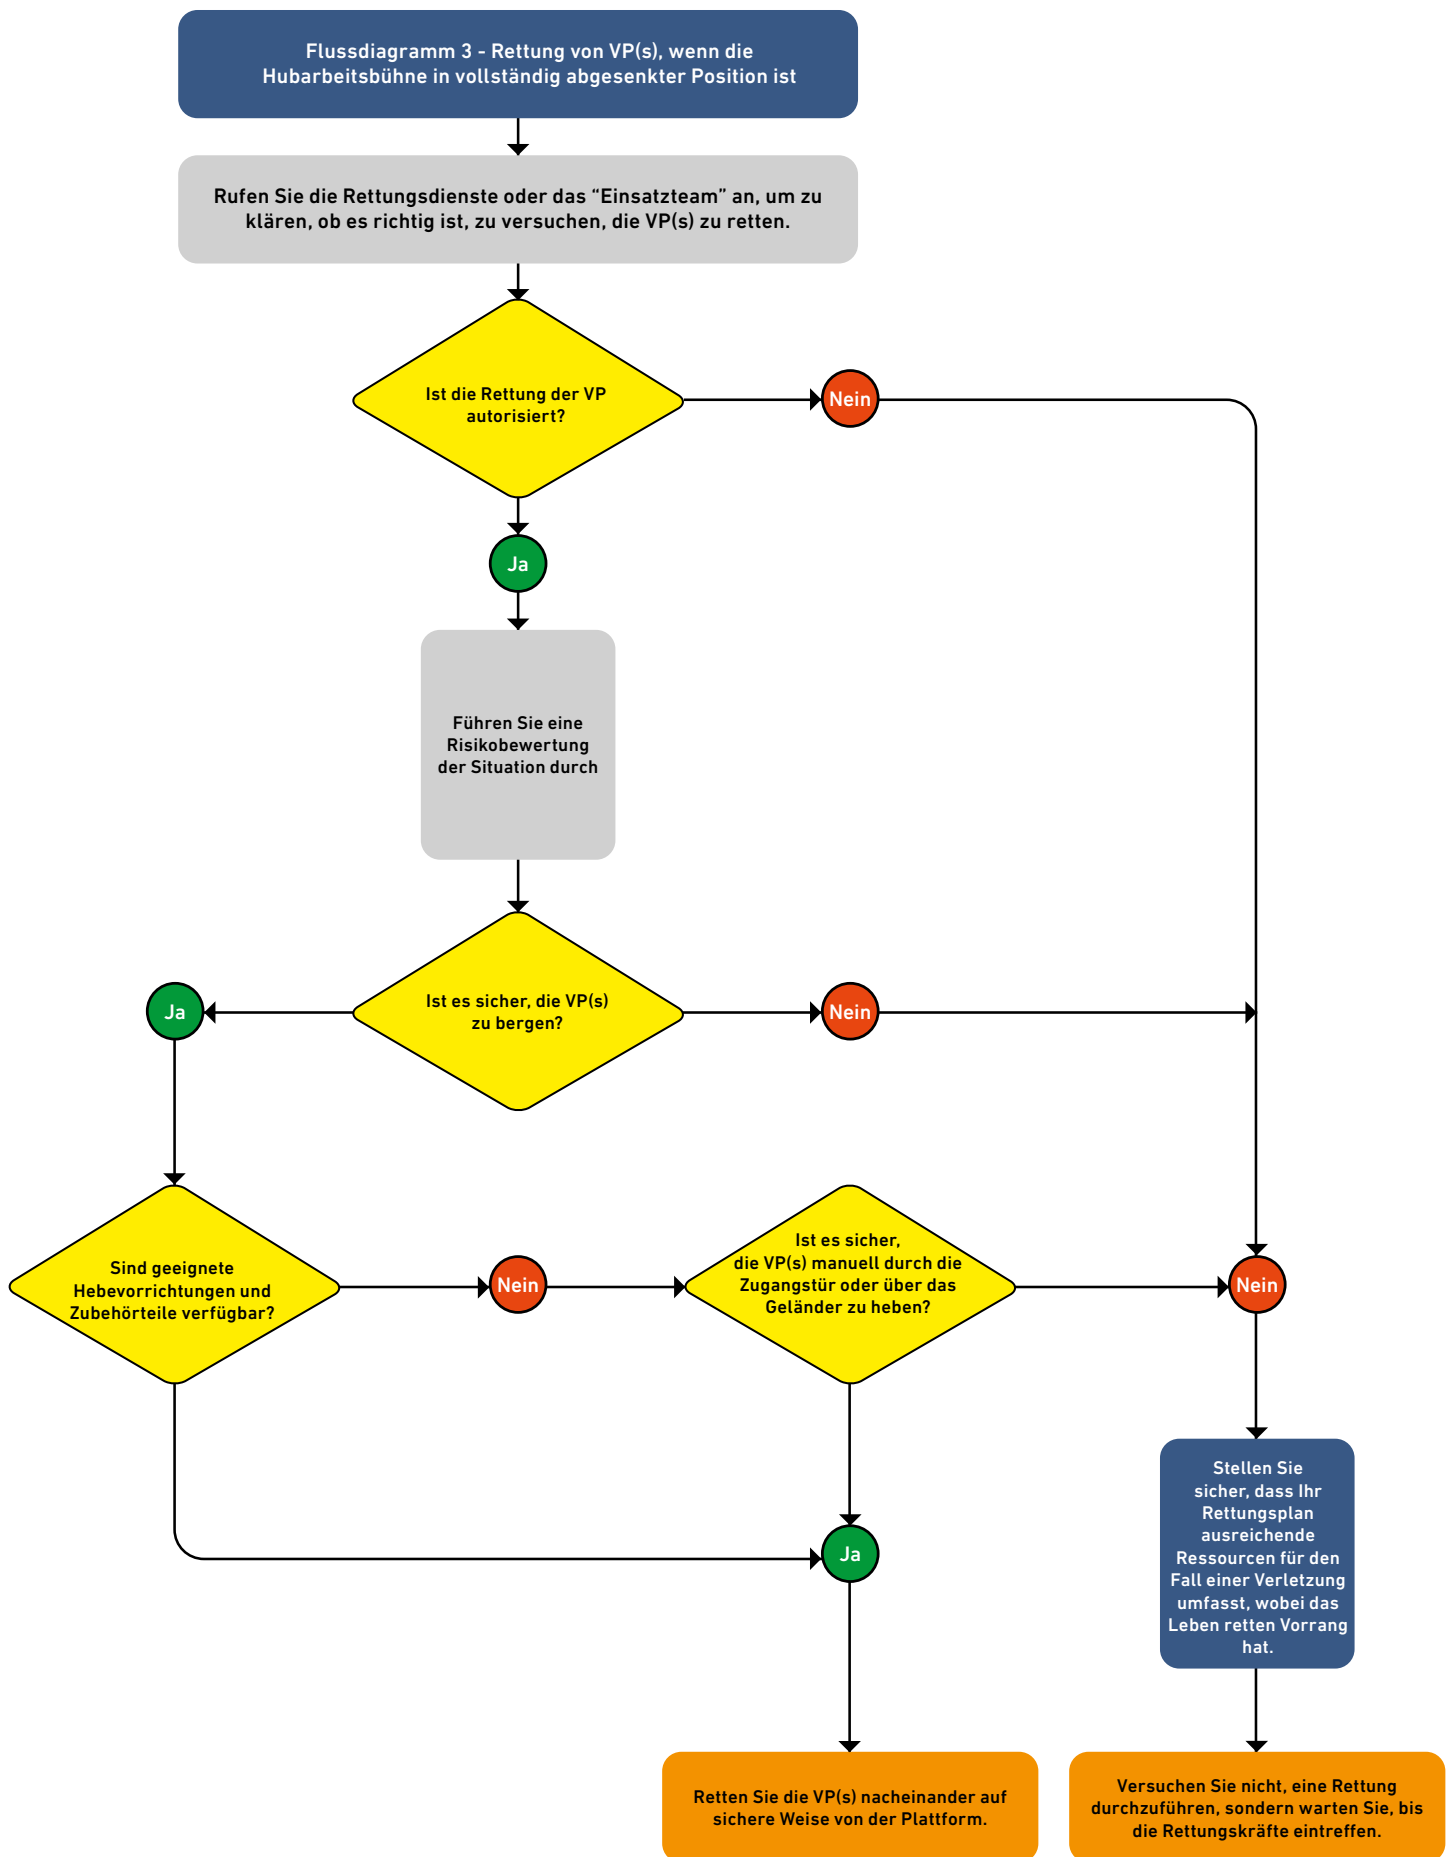 Flussdiagramm 3 - Rettung von VP(s), wenn die
Hubarbeitsbühne in vollständig abgesenkter Position ist
Rufen Sie die Rettungsdienste oder das “Einsatzteam” an, um zu
klären, ob es richtig ist, zu versuchen, die VP(s) zu retten.
Ist die Rettung der VP
autorisiert?
Nein
Ja
Führen Sie eine
Risikobewertung
der Situation durch
Ist es sicher, die VP(s)
zu bergen?
Ja
Nein
Sind geeignete
Hebevorrichtungen und
Zubehörteile verfügbar?
Nein
Ist es sicher,
die VP(s) manuell durch die
Zugangstür oder über das
Geländer zu heben?
Nein
Ja
Stellen Sie
sicher, dass Ihr
Rettungsplan
ausreichende
Ressourcen für den
Fall einer Verletzung
umfasst, wobei das
Leben retten Vorrang
hat.
Retten Sie die VP(s) nacheinander auf
sichere Weise von der Plattform.
Versuchen Sie nicht, eine Rettung
durchzuführen, sondern warten Sie, bis
die Rettungskräfte eintreffen.